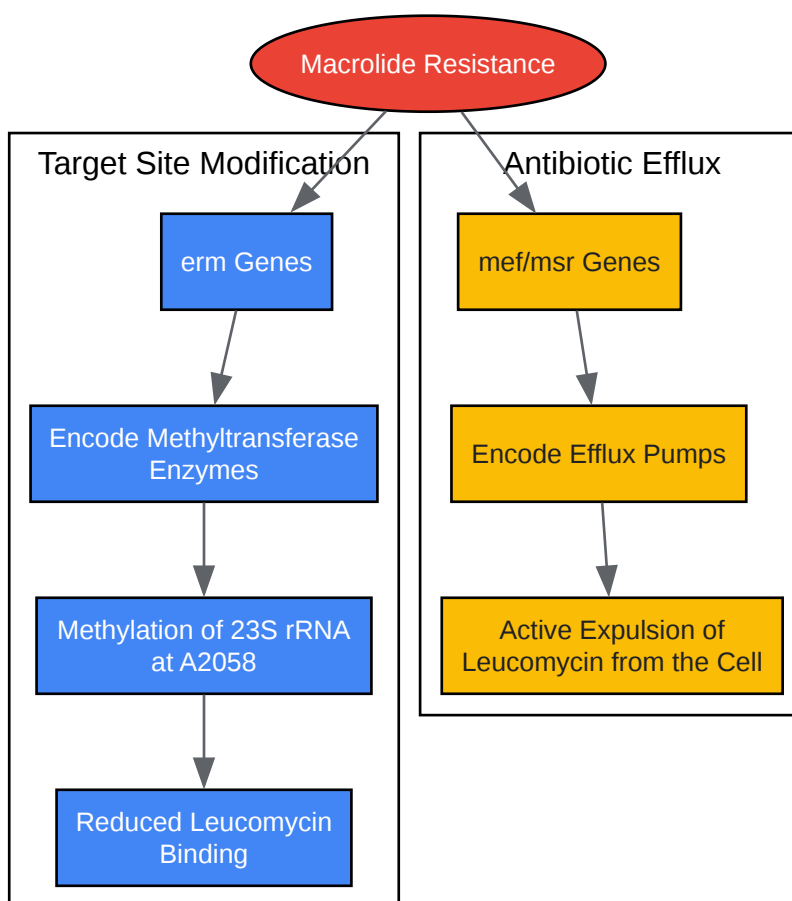 Macrolide Resistance
Target Site Modification
erm Genes
Encode Methyltransferase
Enzymes
Methylation of 23S rRNA
at A2058
Reduced Leucomycin
Binding
Antibiotic Efflux
mef/msr Genes
Encode Efflux Pumps
Active Expulsion of
Leucomycin from the Cell